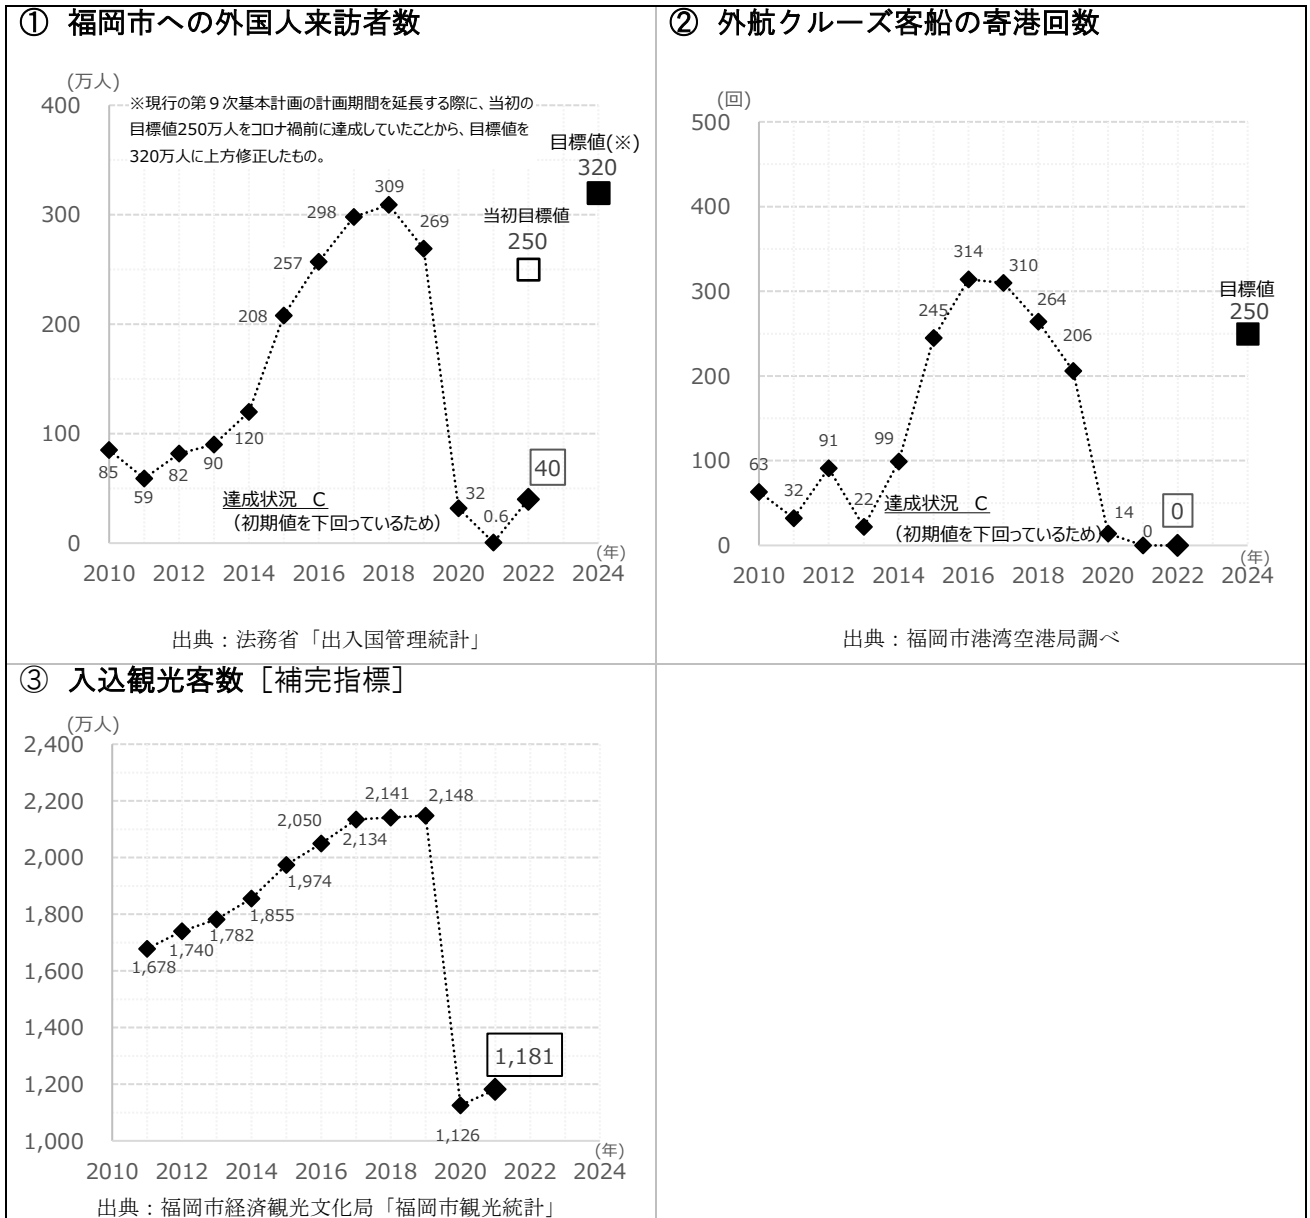 ① 福岡市への外国人来訪者数
(万人)
※現行の第９次基本計画の計画期間を延長する際に、当初の
目標値250万人をコロナ禍前に達成していたことから、目標値を
320万人に上方修正したもの。
目標値(※)
320
当初目標値
250
400
300
200
100
0
85
59
82
90
120
208
257
298
309
269
32
0.6
40
達成状況　C
（初期値を下回っているため）
(年)
2010 2012 2014 2016 2018 2020 2022 2024
出典：法務省「出入国管理統計」
② 外航クルーズ客船の寄港回数
(回)
500
400
300
200
100
0
63
32
91
22
99
245
314
310
264
206
14
0
0
目標値
250
達成状況　C
（初期値を下回っているため）
(年)
2010 2012 2014 2016 2018 2020 2022 2024
出典：福岡市港湾空港局調べ
③ 入込観光客数［補完指標］
(万人)
2,400
2,200
2,000
1,800
1,600
1,400
1,200
1,000
1,678
1,740
1,782
1,855
1,974
2,050
2,134
2,141
2,148
1,126
1,181
(年)
2010 2012 2014 2016 2018 2020 2022 2024
出典：福岡市経済観光文化局「福岡市観光統計」